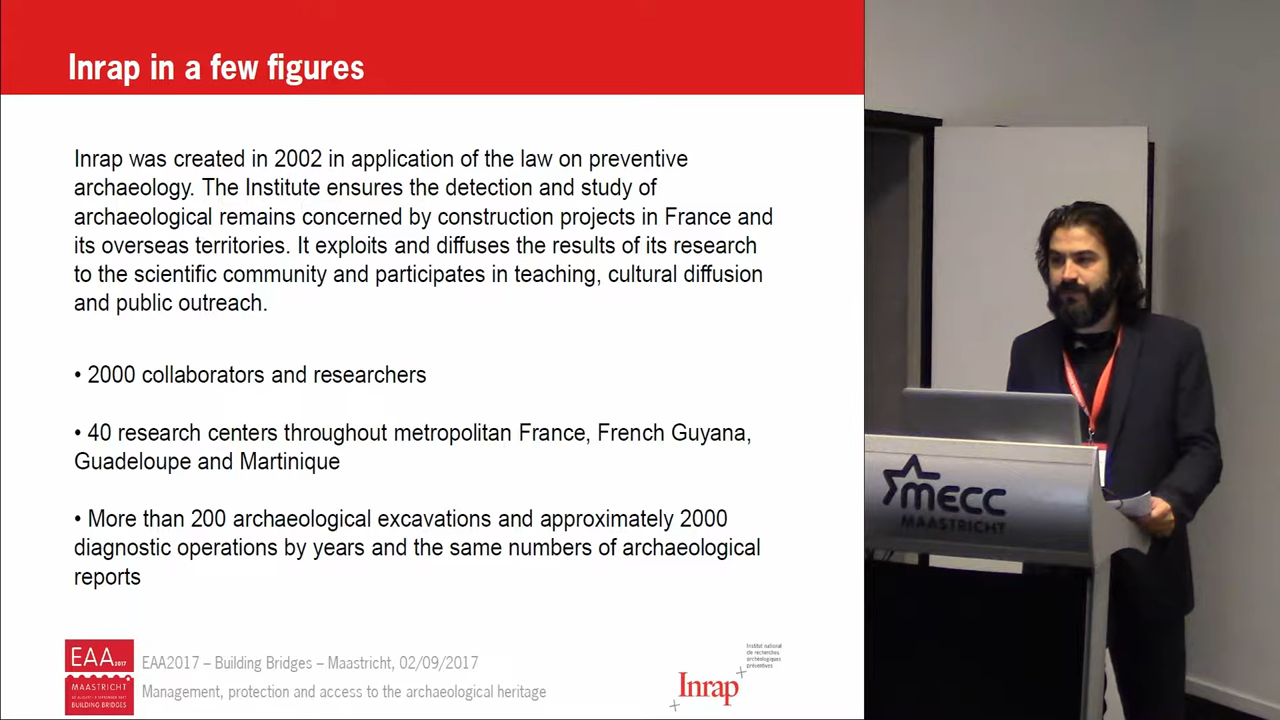 Inrap in a few figures
Inrap was created in 2002 in application of the law on preventive
archaeology. The Institute ensures the detection and study of
archaeological remains concerned by construction projects in France and
its overseas territories. It exploits and diffuses the results of its research
to the scientific community and participates in teaching, cultural diffusion
and public outreach.
• 2000 collaborators and researchers
• 40 research centers throughout metropolitan France, French Guyana,
Guadeloupe and Martinique
• More than 200 archaeological excavations and approximately 2000
diagnostic operations by years and the same numbers of archaeological
reports
EAA 2017
MAASTRICHT
BUILDING BRIDGES
EAA2017 – Building Bridges – Maastricht, 02/09/2017
Management, protection and access to the archaeological heritage
Institut national
de recherches
archéologiques
préventives
Inrap
mecc
MAASTRICHT